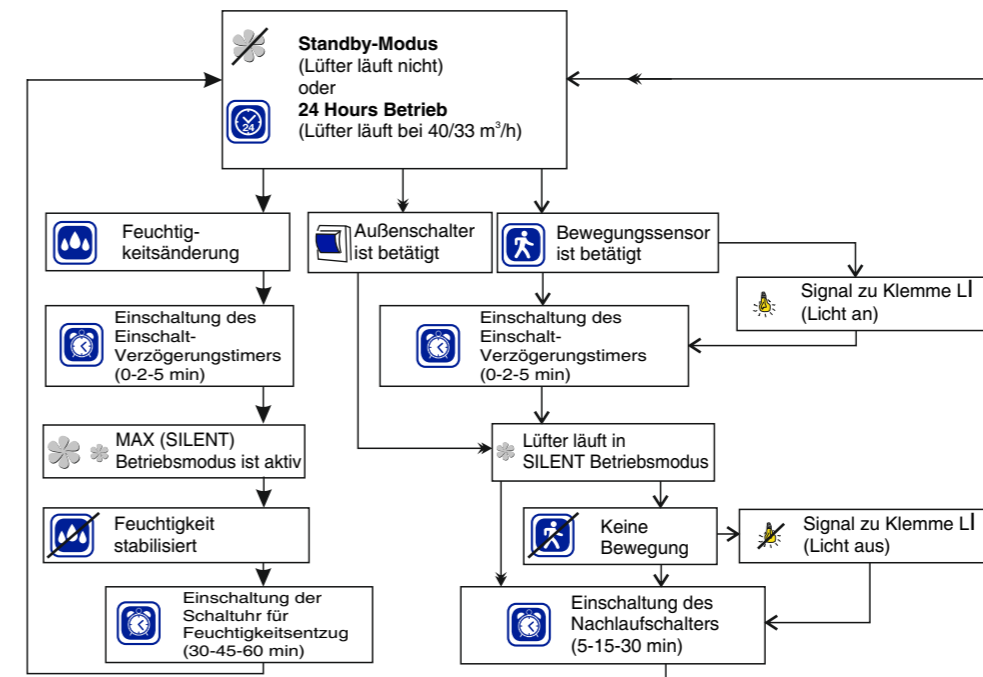 Standby-Modus
(Lüfter läuft nicht)
oder
24 Hours Betrieb
(Lüfter läuft bei 40/33 m³/h)
24
Feuchtig-
keitsänderung
Außenschalter
ist betätigt
Bewegungssensor
ist betätigt
Signal zu Klemme LI
(Licht an)
Einschaltung des
Einschalt-
Verzögerungstimers
(0-2-5 min)
Einschaltung des
Einschalt-
Verzögerungstimers
(0-2-5 min)
MAX (SILENT)
Betriebsmodus ist aktiv
Lüfter läuft in
SILENT Betriebsmodus
Feuchtigkeit
stabilisiert
Keine
Bewegung
Signal zu Klemme LI
(Licht aus)
Einschaltung der
Schaltuhr für
Feuchtigkeitsentzug
(30-45-60 min)
Einschaltung des
Nachlaufschalters
(5-15-30 min)